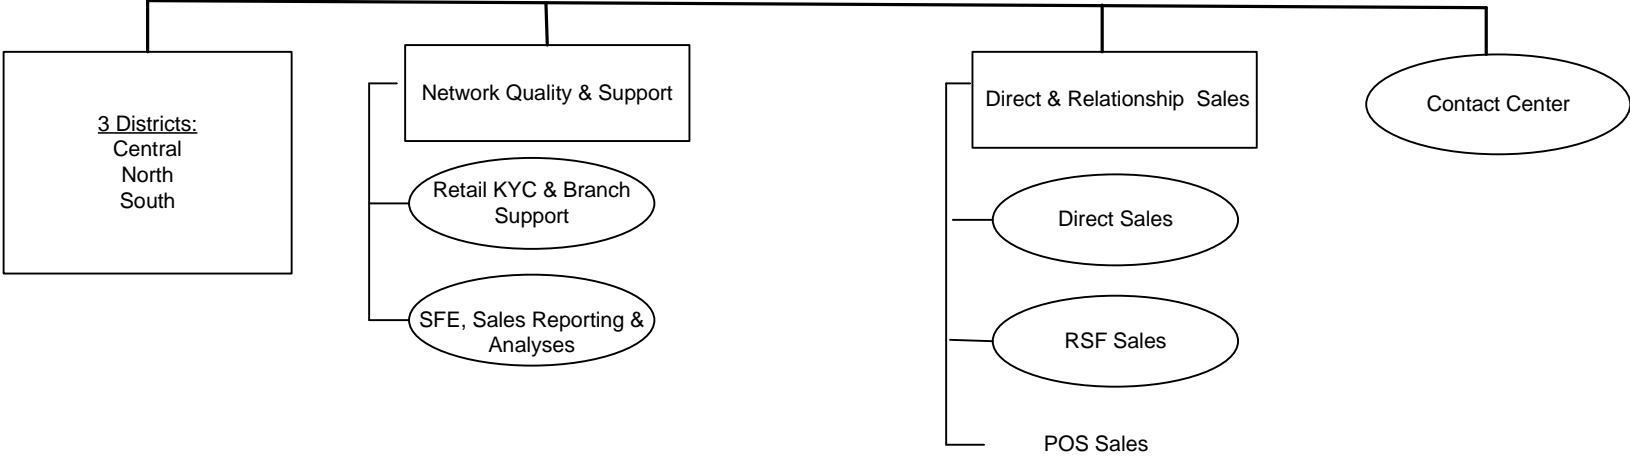 3 Districts:
Central
North
South
Network Quality & Support
Retail KYC & Branch
Support
SFE, Sales Reporting &
Analyses
Direct & Relationship  Sales
Direct Sales
RSF Sales
POS Sales
Contact Center